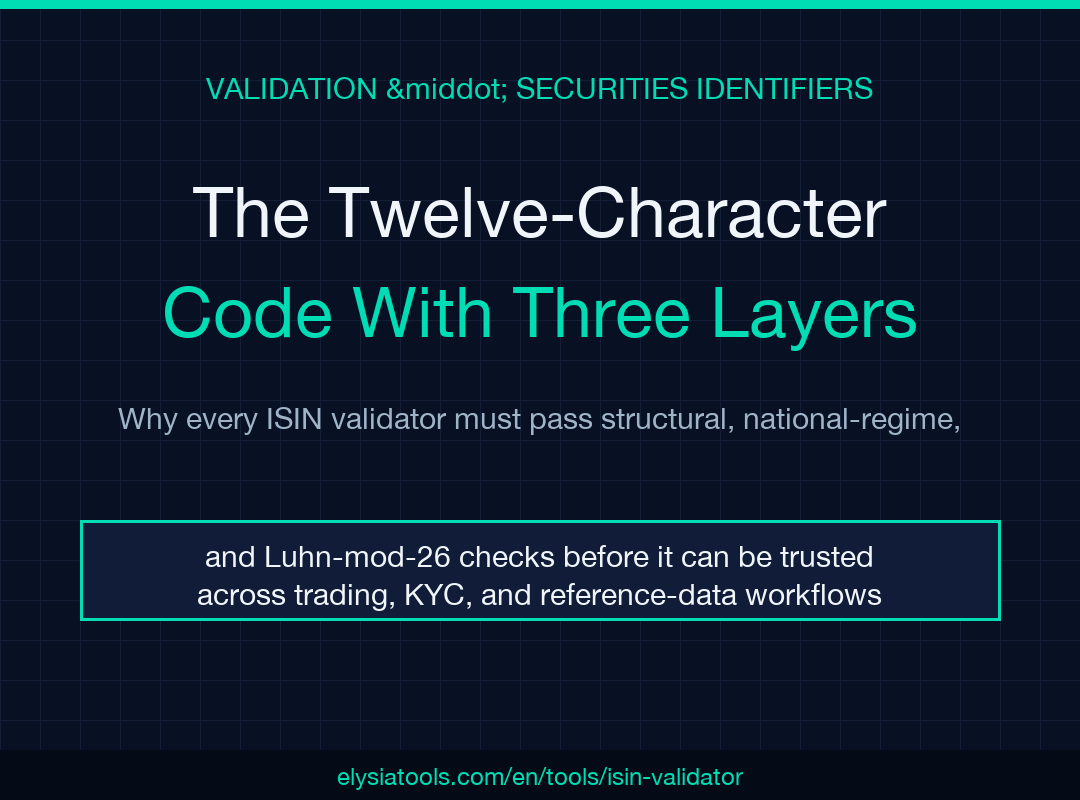 VALIDATION &middot; SECURITIES IDENTIFIERS
The Twelve-Character
Code With Three Layers
Why every ISIN validator must pass structural, national-regime,
and Luhn-mod-26 checks before it can be trusted
across trading, KYC, and reference-data workflows
elysiatools.com/en/tools/isin-validator